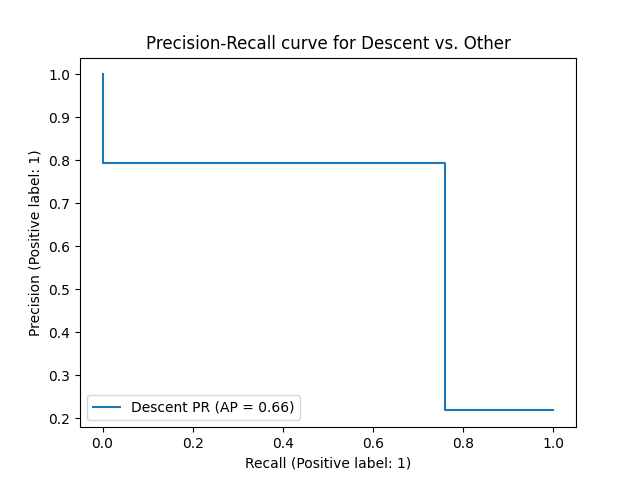 Precision-Recall curve for Descent vs. Other
Precision (Positive label: 1)
1.0
0.9
0.8
0.7
0.6
0.5
0.4
0.3
0.2
Descent PR (AP = 0.66)
0.0 0.2 0.4 0.6 0.8 1.0
Recall (Positive label: 1)